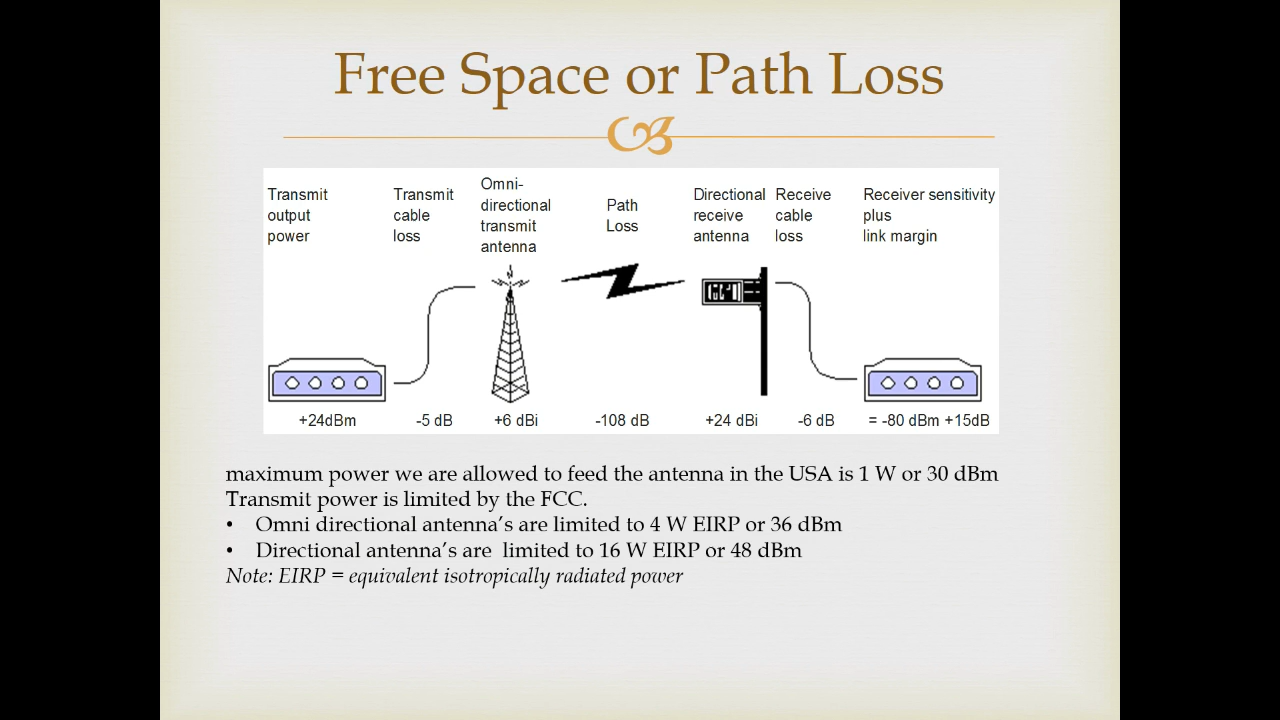 Free Space or Path Loss
Transmit output power
Transmit cable loss
Omni-directional transmit antenna
Path Loss
Directional receive antenna
Receive cable loss
Receiver sensitivity plus link margin
+24dBm -5 dB +6 dBi -108 dB +24 dBi -6 dB = -80 dBm +15dB
maximum power we are allowed to feed the antenna in the USA is 1 W or 30 dBm
Transmit power is limited by the FCC.
• Omni directional antenna’s are limited to 4 W EIRP or 36 dBm
• Directional antenna’s are limited to 16 W EIRP or 48 dBm
Note: EIRP = equivalent isotropically radiated power